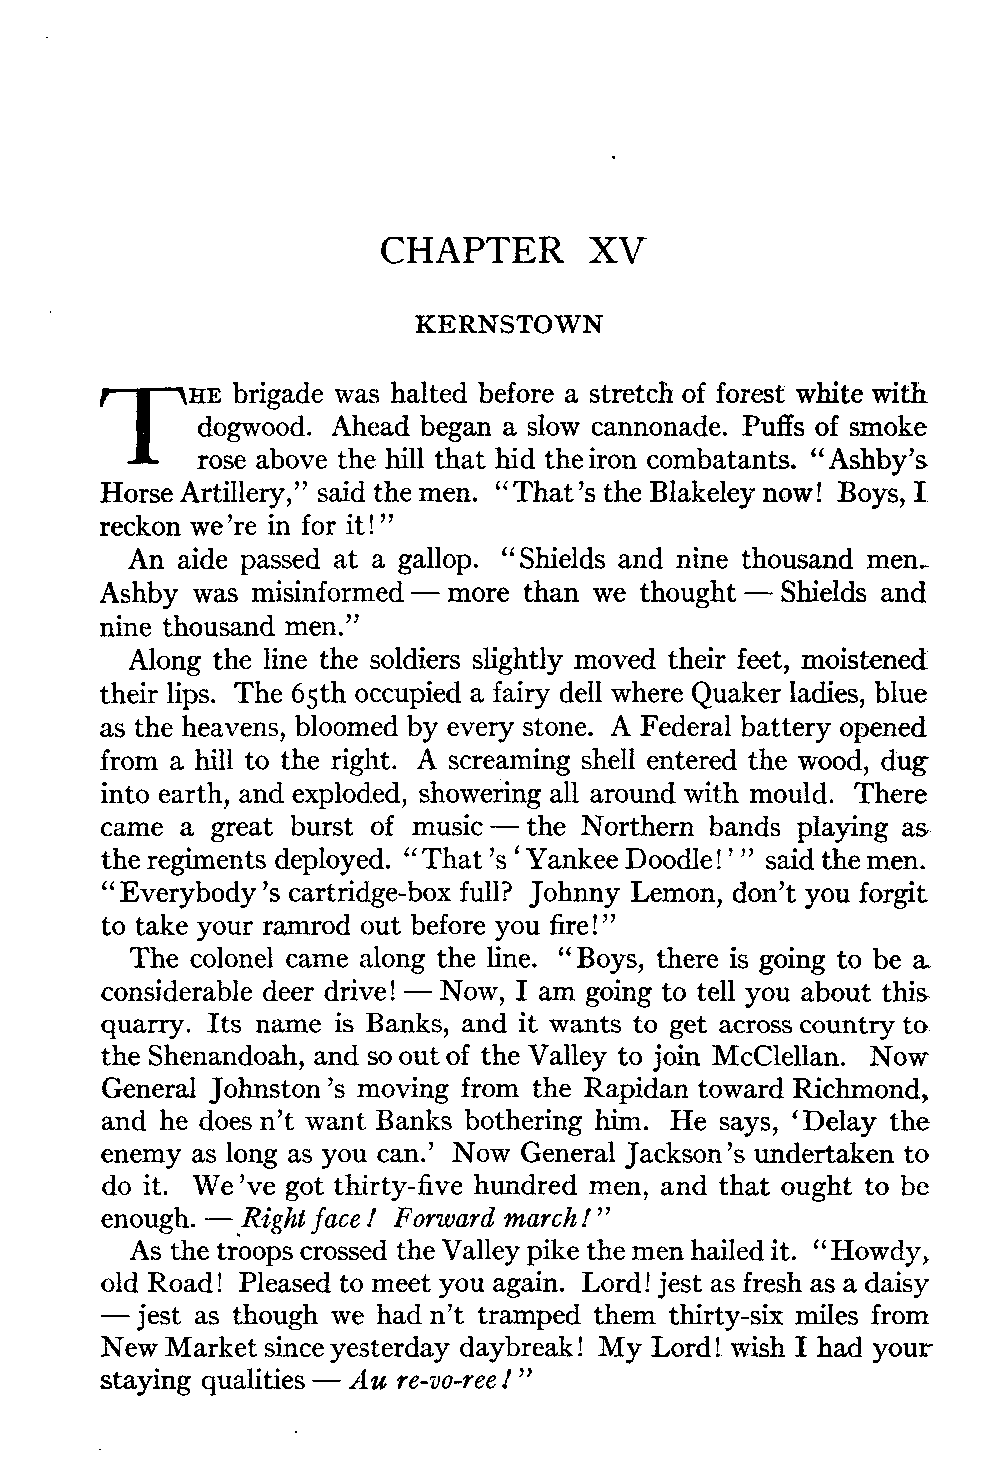 CHAPTER XV
KERNSTOWN
THE brigade was halted before a stretch of forest white with
dogwood. Ahead began a slow cannonade. Puffs of smoke
rose above the hill that hid the iron combatants. "Ashby's
Horse Artillery," said the men. "That's the Blakeley now! Boys, I
reckon we're in for it!"
An aide passed at a gallop. "Shields and nine thousand men.
Ashby was misinformed — more than we thought — Shields and
nine thousand men."
Along the line the soldiers slightly moved their feet, moistened
their lips. The 65th occupied a fairy dell where Quaker ladies, blue
as the heavens, bloomed by every stone. A Federal battery opened
from a hill to the right. A screaming shell entered the wood, dug
into earth, and exploded, showering all around with mould. There
came a great burst of music — the Northern bands playing as
the regiments deployed. "That's 'Yankee Doodle!'" said the men.
"Everybody's cartridge-box full? Johnny Lemon, don't you forgit
to take your ramrod out before you fire!"
The colonel came along the line. "Boys, there is going to be a
considerable deer drive! — Now, I am going to tell you about this
quarry. Its name is Banks, and it wants to get across country to
the Shenandoah, and so out of the Valley to join McClellan. Now
General Johnston's moving from the Rapidan toward Richmond,
and he does n't want Banks bothering him. He says, 'Delay the
enemy as long as you can.' Now General Jackson's undertaken to
do it. We've got thirty-five hundred men, and that ought to be
enough. — Right face! Forward march!"
As the troops crossed the Valley pike the men hailed it. "Howdy,
old Road! Pleased to meet you again. Lord! jest as fresh as a daisy
— jest as though we had n't tramped them thirty-six miles from
New Market since yesterday daybreak! My Lord! wish I had your
staying qualities — Au re-vo-ree!"